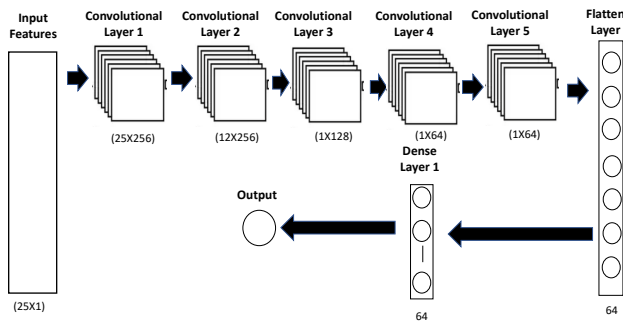 Input
Features
Convolutional
Layer 1
Convolutional
Layer 2
Convolutional
Layer 3
Convolutional
Layer 4
Convolutional
Layer 5
Flatten
Layer
(25X256)
(12X256)
(1X128)
(1X64)
(1X64)
Dense
Layer 1
Output
(25X1)
64
64